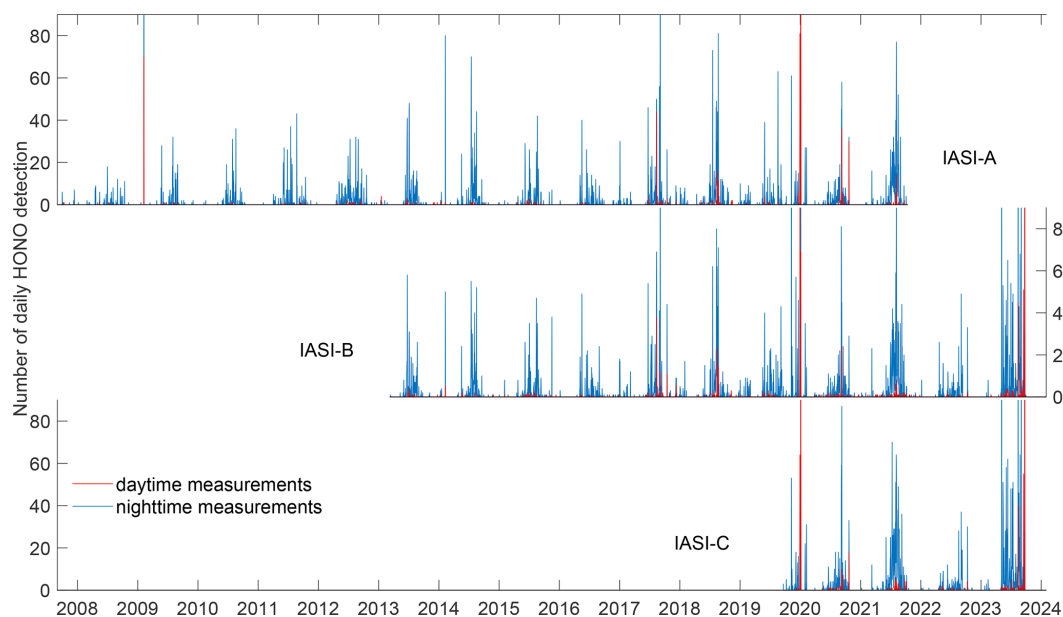 Number of daily HONO detection
80
60
40
20
0
IASI-A
8
6
4
2
0
IASI-B
80
60
40
20
0
daytime measurements
nighttime measurements
IASI-C
2008 2009 2010 2011 2012 2013 2014 2015 2016 2017 2018 2019 2020 2021 2022 2023 2024